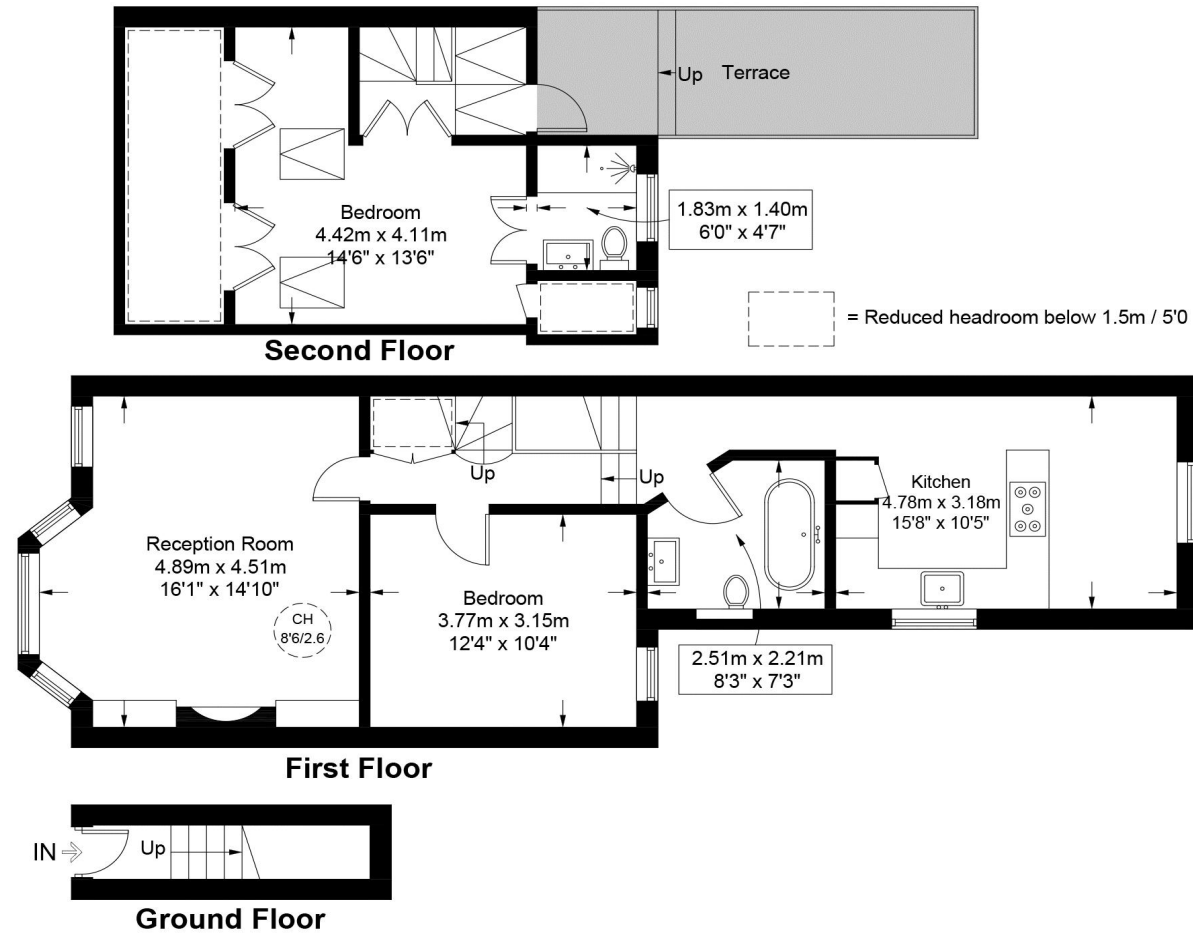 Up
Terrace
Bedroom
4.42m x 4.11m
14'6" x 13'6"
1.83m x 1.40m
6'0" x 4'7"
= Reduced headroom below 1.5m / 5'0
Second Floor
Up
Up
Reception Room
4.89m x 4.51m
16'1" x 14'10"
CH
8'6/2.6
Bedroom
3.77m x 3.15m
12'4" x 10'4"
Kitchen
4.78m x 3.18m
15'8" x 10'5"
2.51m x 2.21m
8'3" x 7'3"
First Floor
IN
Up
Ground Floor